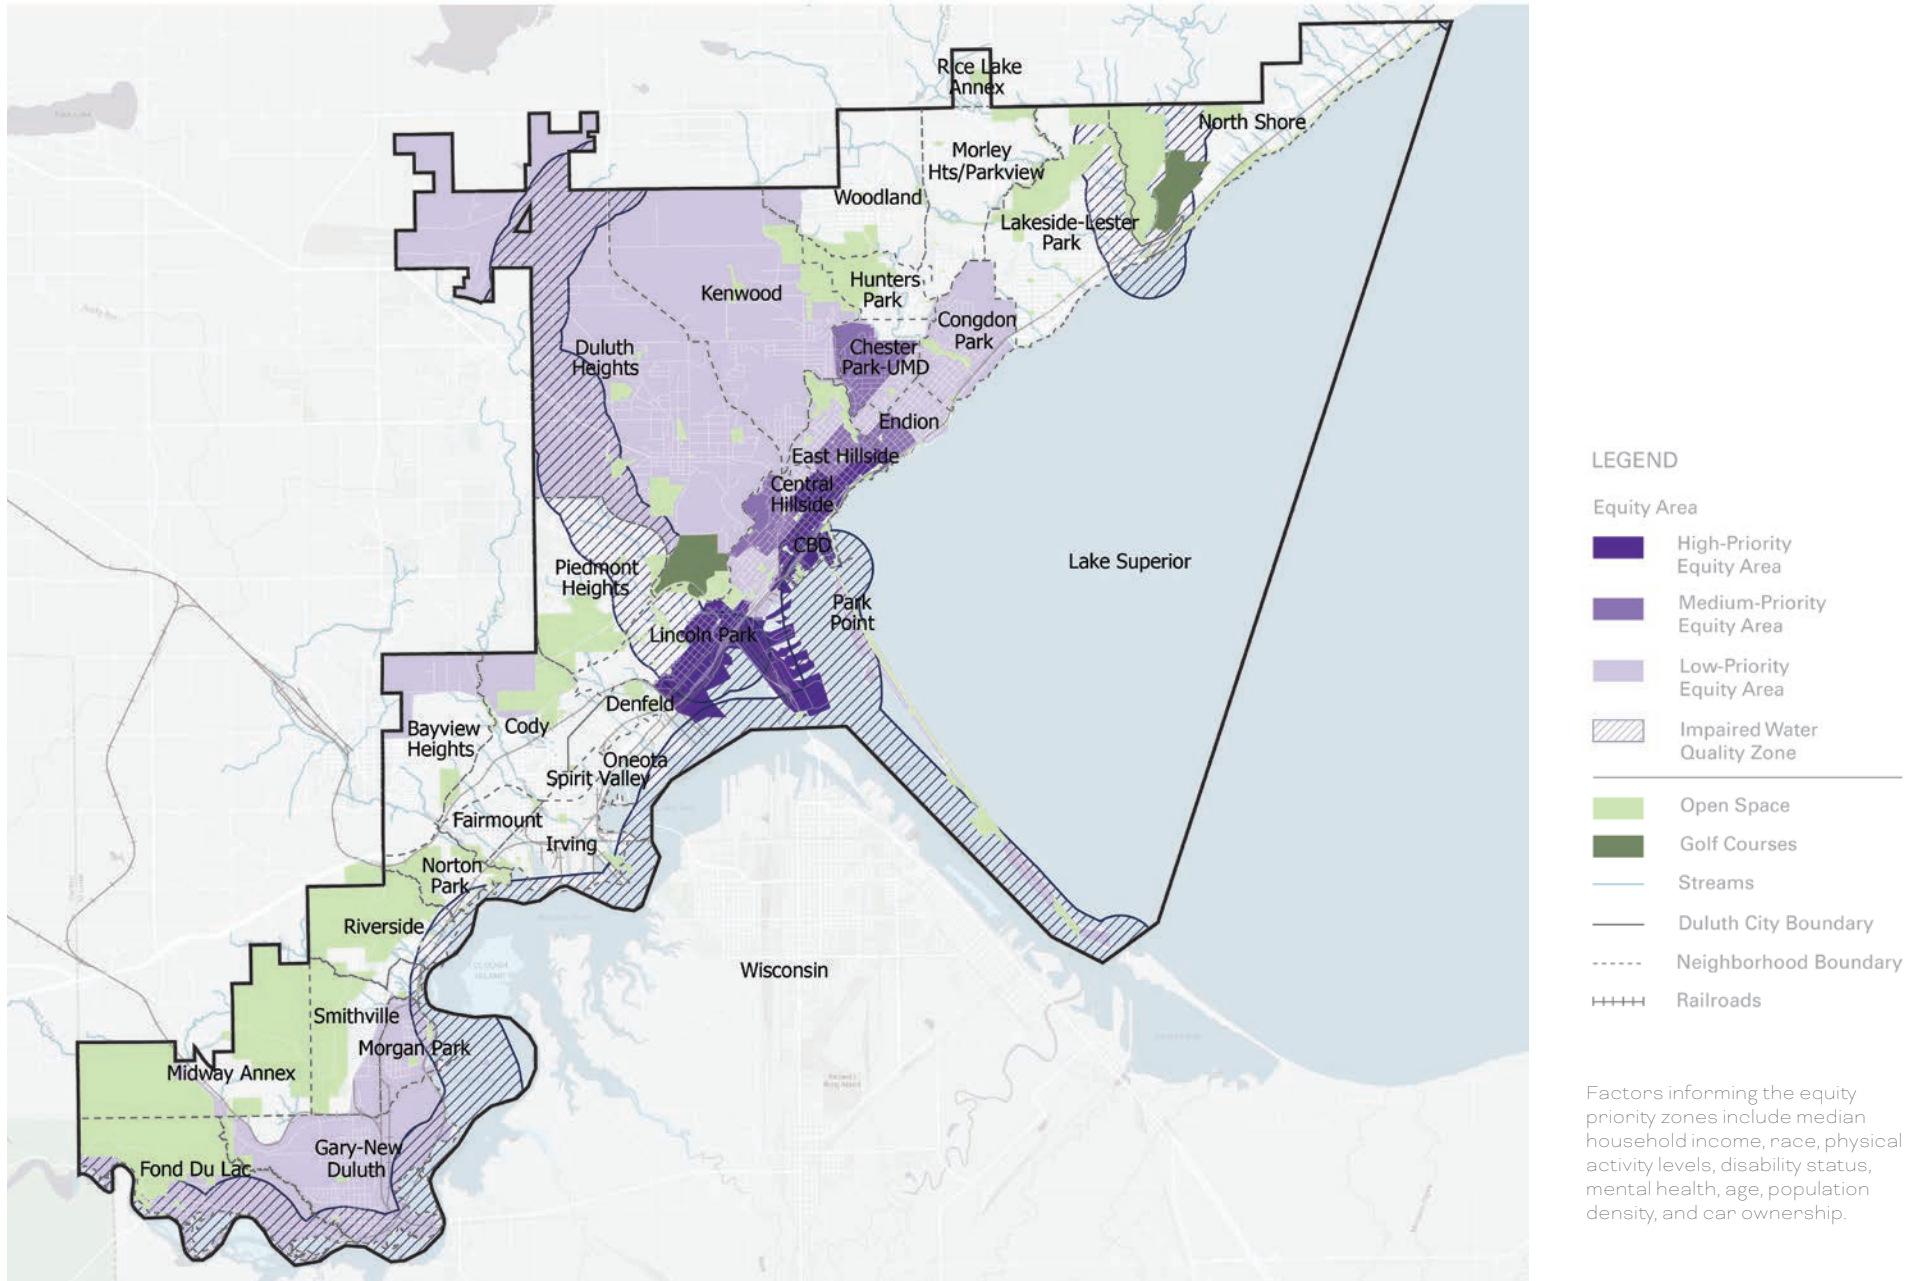 Rice Lake
Annex
North Shore
Morley
Hts/Parkview
Woodland
Lakeside-Lester
Park
Hunters
Park
Kenwood
Congdon
Park
Duluth
Heights
Chester
Park-UMD
Endion
East Hillside
Central
Hillside
CBD
Lake Superior
Piedmont
Heights
Park
Point
Lincoln Park
Denfeld
Bayview
Heights
Cody
Oneota
Spirit Valley
Fairmount
Irving
Norton
Park
Riverside
Wisconsin
Smithville
Morgan Park
Midway Annex
Gary-New
Duluth
Fond Du Lac
LEGEND
Equity Area
High-Priority
Equity Area
Medium-Priority
Equity Area
Low-Priority
Equity Area
Impaired Water
Quality Zone
Open Space
Golf Courses
Streams
Duluth City Boundary
Neighborhood Boundary
Railroads
Factors informing the equity
priority zones include median
household income, race, physical
activity levels, disability status,
mental health, age, population
density, and car ownership.